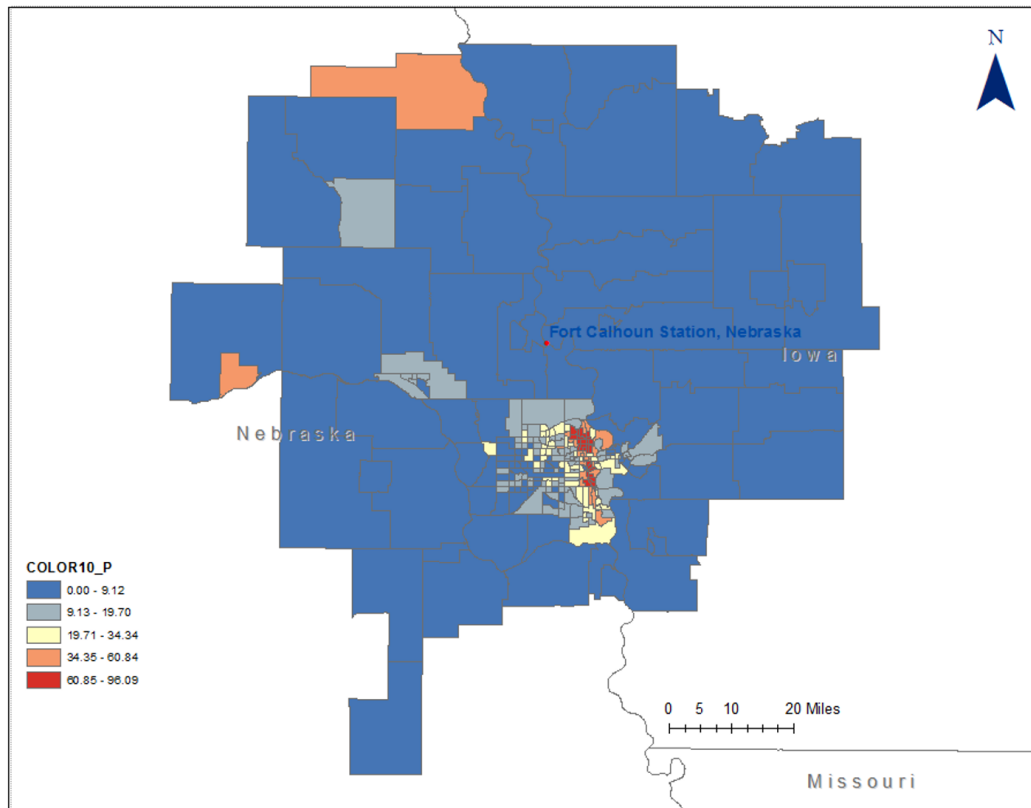 N
Fort Calhoun Station, Nebraska
Iowa
Nebraska
COLOR10_P
0.00 - 9.12
9.13 - 19.70
19.71 - 34.34
34.35 - 60.84
60.85 - 96.09
0 5 10 20 Miles
Missouri